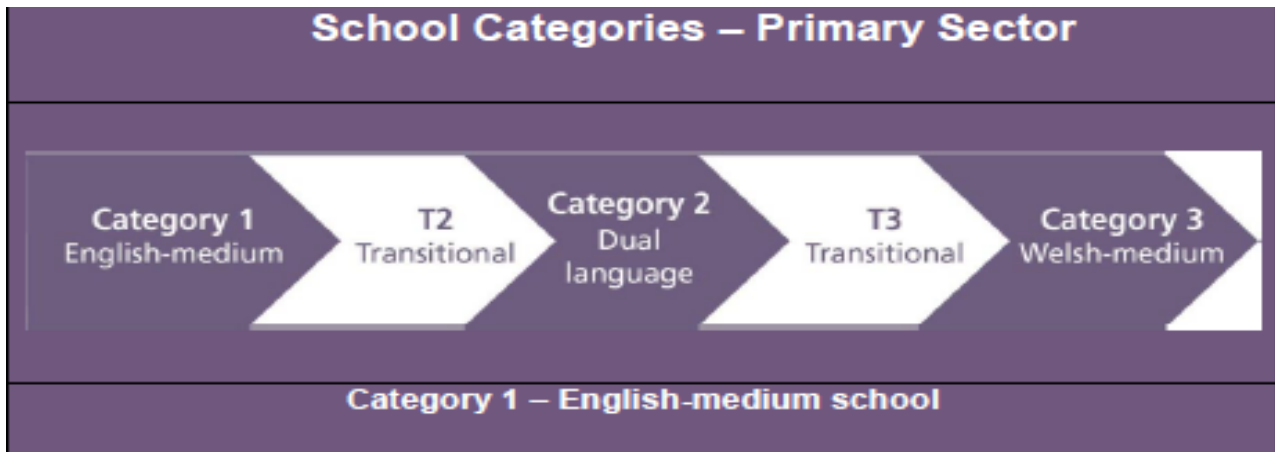 School Categories – Primary Sector
Category 1
English-medium
T2
Transitional
Category 2
Dual
language
T3
Transitional
Category 3
Welsh-medium
Category 1 – English-medium school